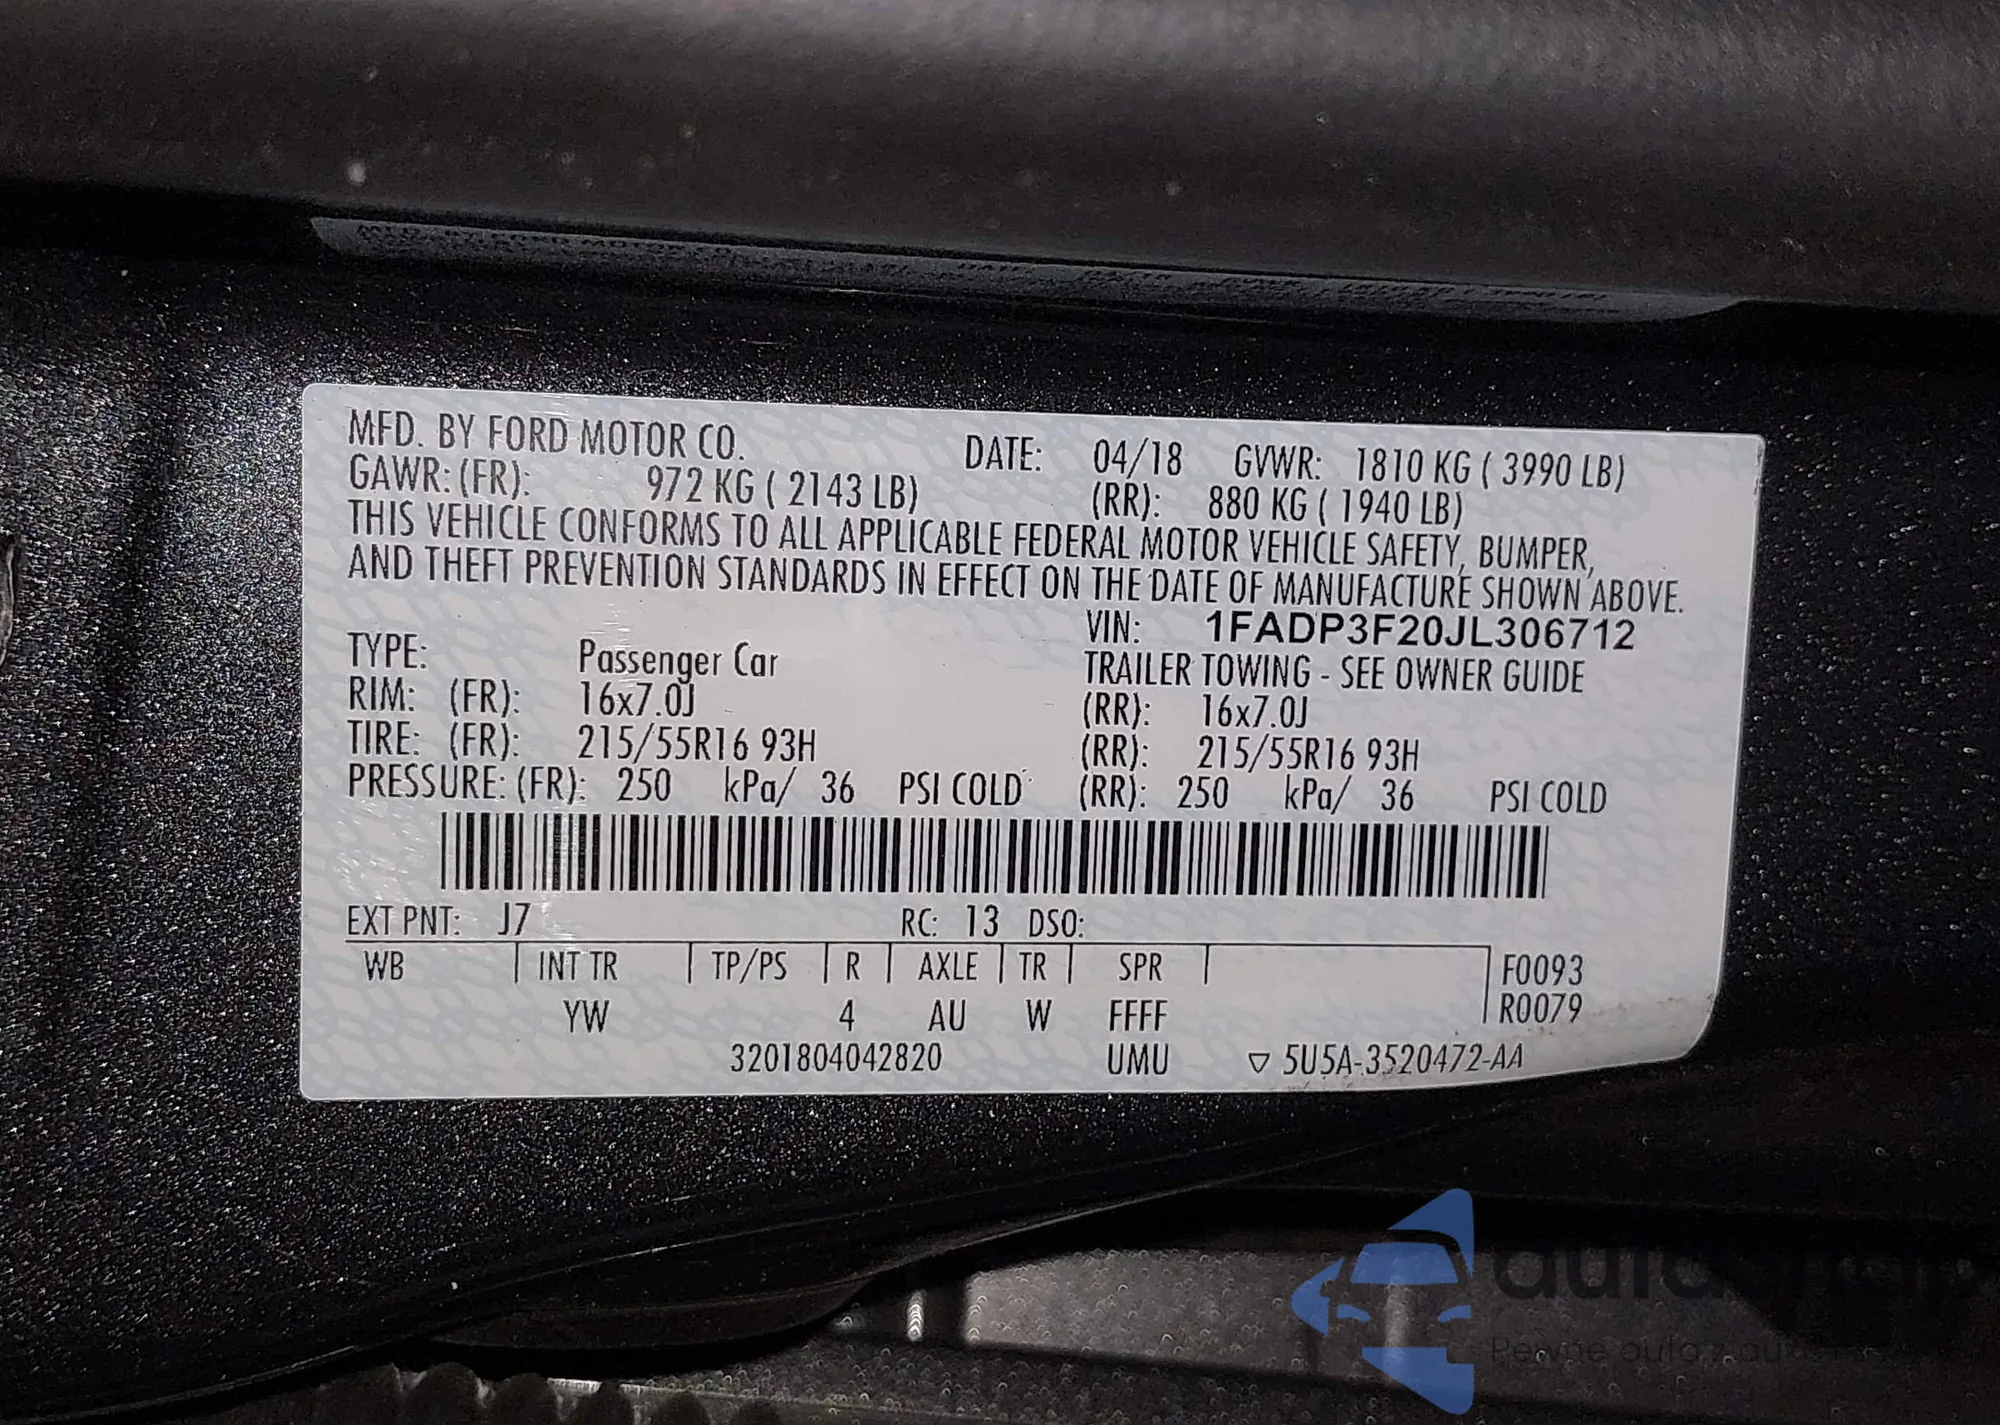 MFD. BY FORD MOTOR CO. DATE: 04/18 GVWR: 1810 KG ( 3990 LB)
GAWR: (FR): 972 KG ( 2143 LB) (RR): 880 KG ( 1940 LB)
THIS VEHICLE CONFORMS TO ALL APPLICABLE FEDERAL MOTOR VEHICLE SAFETY, BUMPER,
AND THEFT PREVENTION STANDARDS IN EFFECT ON THE DATE OF MANUFACTURE SHOWN ABOVE.
VIN: 1FADP3F20JL306712
TYPE: Passenger Car TRAILER TOWING - SEE OWNER GUIDE
RIM: (FR): 16x7.0J (RR): 16x7.0J
TIRE: (FR): 215/55R16 93H (RR): 215/55R16 93H
PRESSURE: (FR): 250 kPa/ 36 PSI COLD (RR): 250 kPa/ 36 PSI COLD
EXT PNT: J7 RC: 13 DSO:
WB INT TR TP/PS R AXLE TR SPR F0093
YW 4 AU W FFFF R0079
3201804042820 UMU ▽ 5U5A-3520472-AA
Pewne auta z